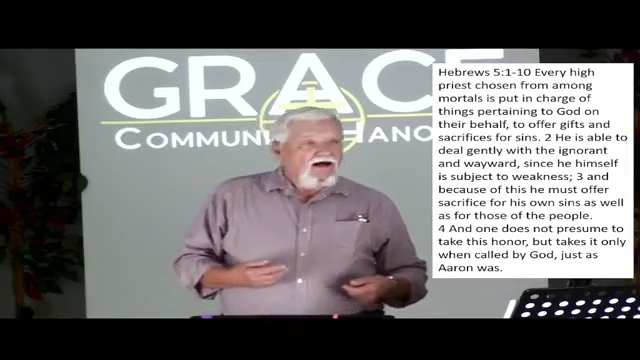 GRACE
COMMUN HANO
Hebrews 5:1-10 Every high
priest chosen from among
mortals is put in charge of
things pertaining to God on
their behalf, to offer gifts and
sacrifices for sins. 2 He is able to
deal gently with the ignorant
and wayward, since he himself
is subject to weakness; 3 and
because of this he must offer
sacrifice for his own sins as well
as for those of the people.
4 And one does not presume to
take this honor, but takes it only
when called by God, just as
Aaron was.